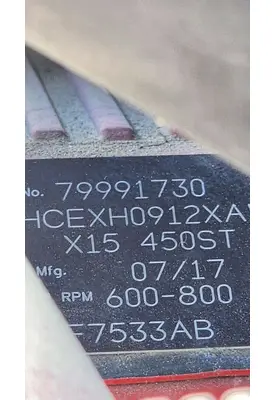 No. 79991730
HCEXH0912XA
X15 450ST
Mfg. 07/17
RPM 600-800
F7533AB